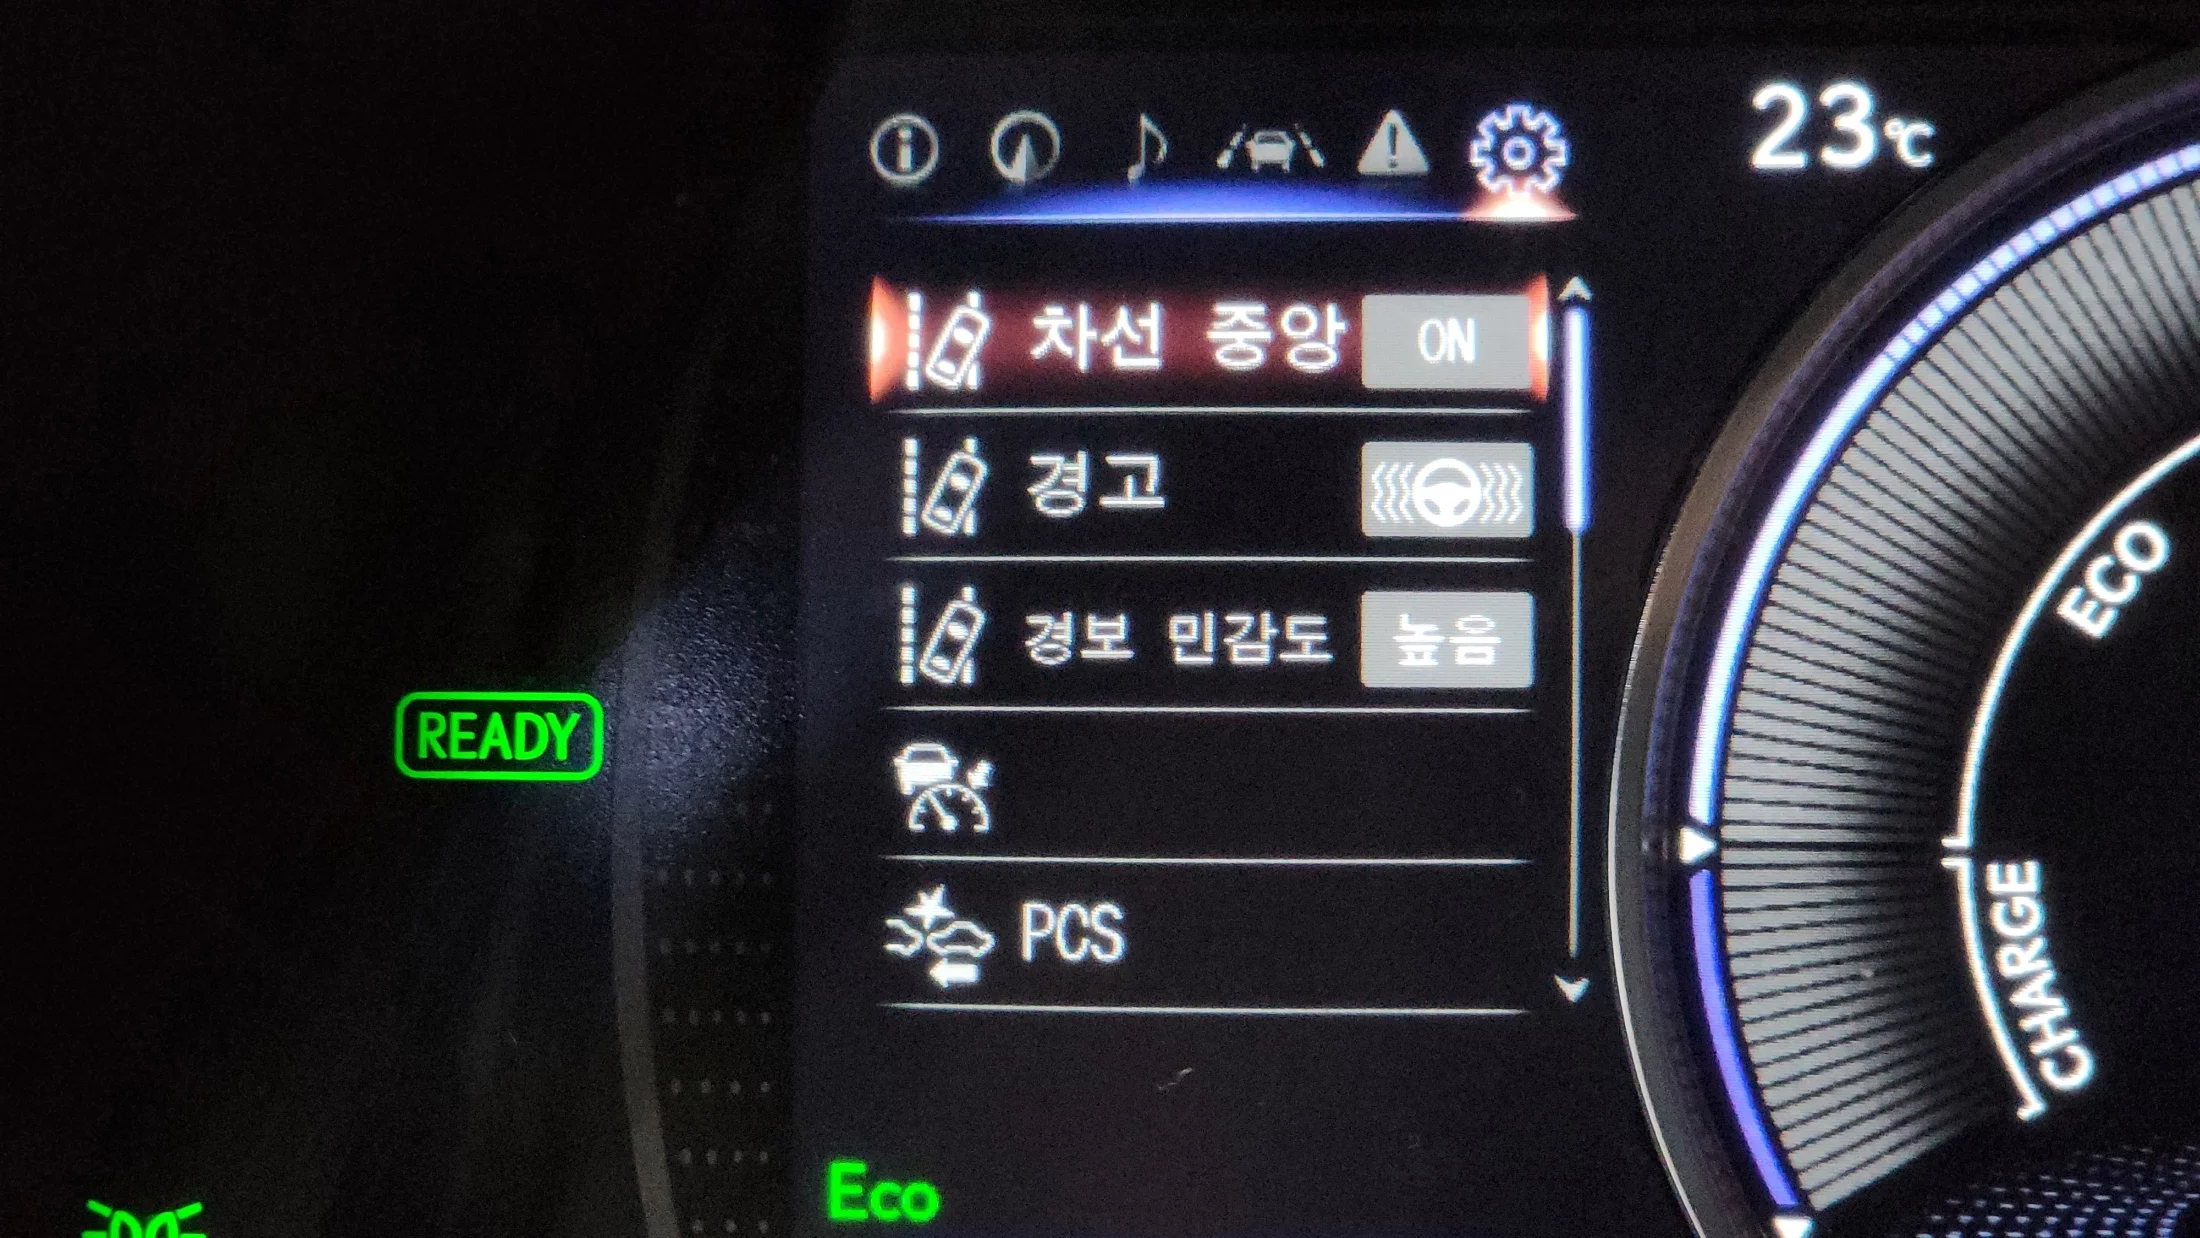 23℃
차선 중앙 ON
경고
경보 민감도 높음
PCS
READY
ECO
CHARGE
Eco